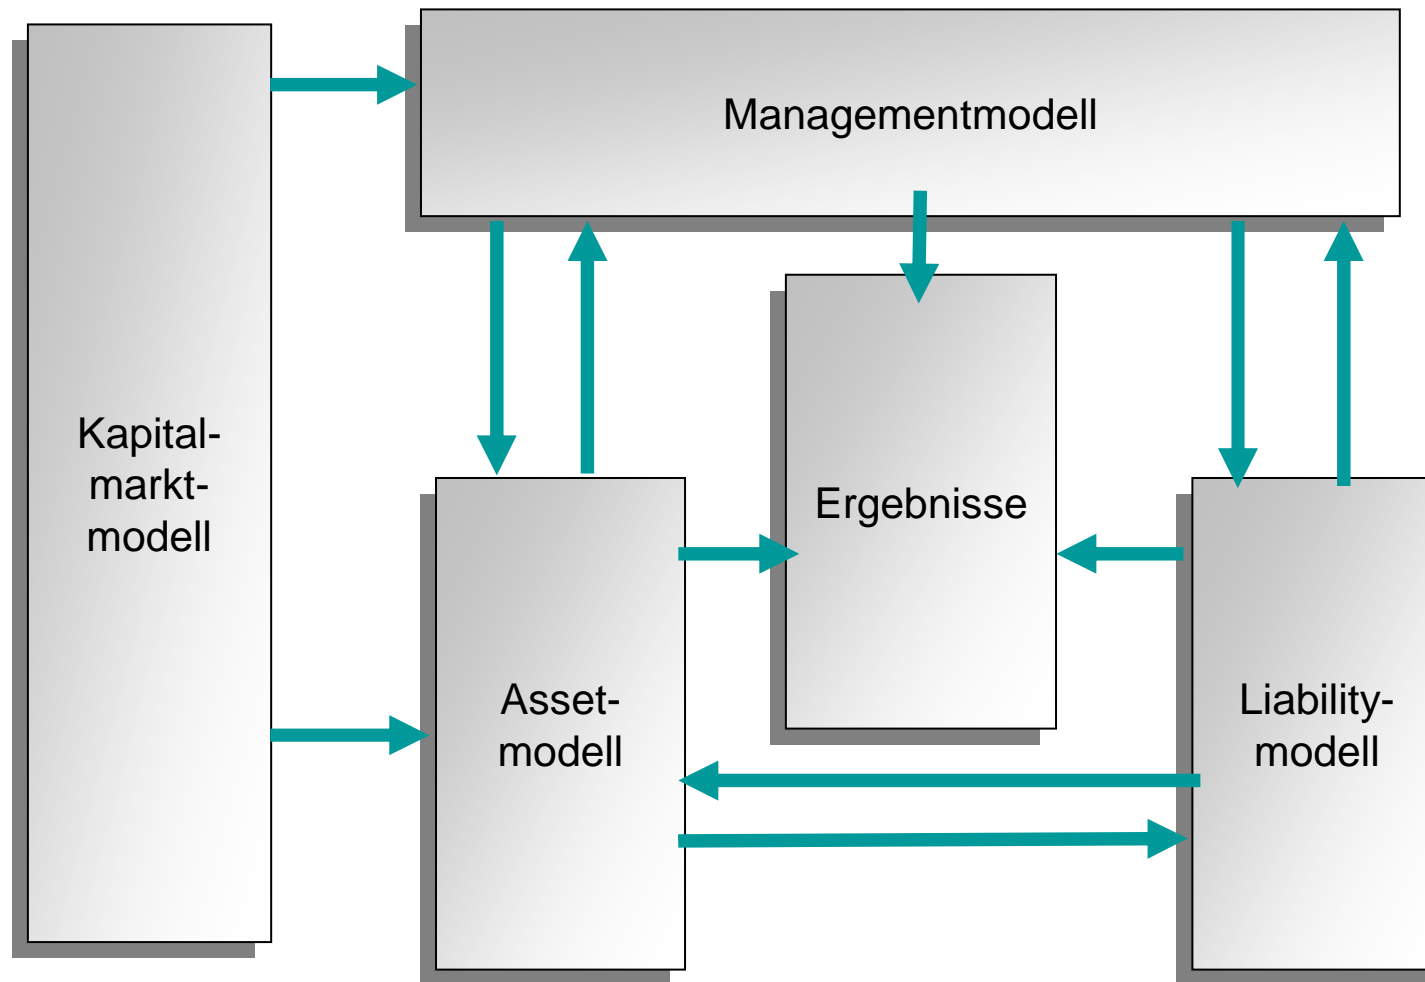 Managementmodell
Kapital-
markt-
modell
Ergebnisse
Asset-
modell
Liability-
modell